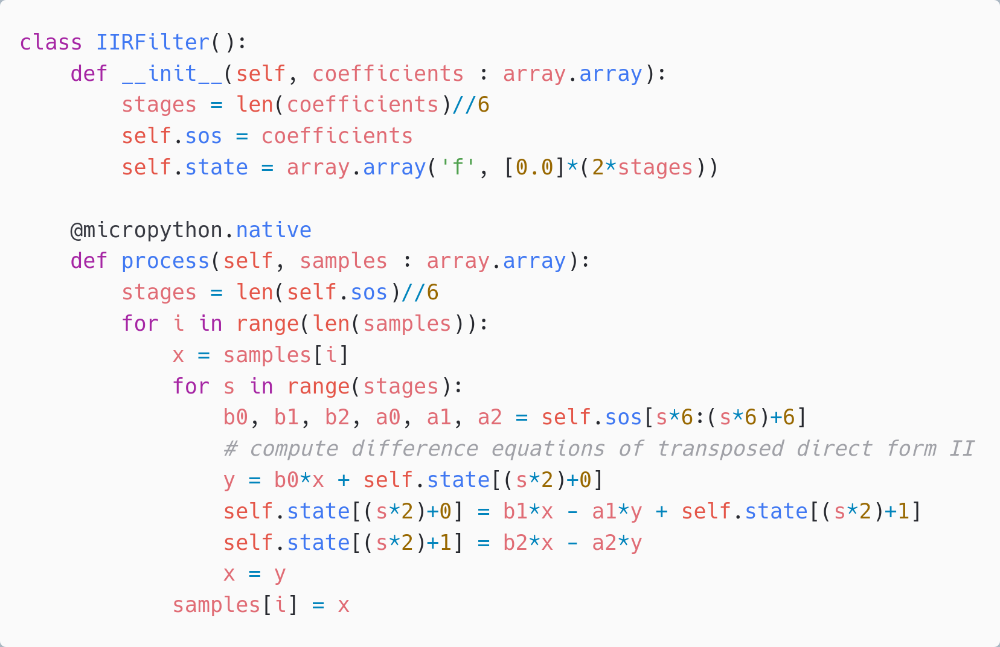 class IIRFilter():
    def __init__(self, coefficients : array.array):
        stages = len(coefficients)//6
        self.sos = coefficients
        self.state = array.array('f', [0.0]*(2*stages))

    @micropython.native
    def process(self, samples : array.array):
        stages = len(self.sos)//6
        for i in range(len(samples)):
            x = samples[i]
            for s in range(stages):
                b0, b1, b2, a0, a1, a2 = self.sos[s*6:(s*6)+6]
                # compute difference equations of transposed direct form II
                y = b0*x + self.state[(s*2)+0]
                self.state[(s*2)+0] = b1*x - a1*y + self.state[(s*2)+1]
                self.state[(s*2)+1] = b2*x - a2*y
                x = y
            samples[i] = x